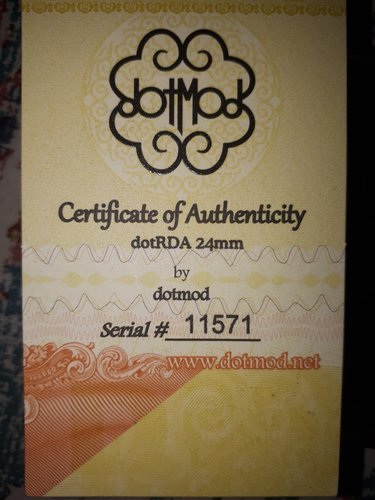 dotMod
Certificate of Authenticity
dotRDA 24mm
by
dotmod
Serial # 11571
www.dotmod.net